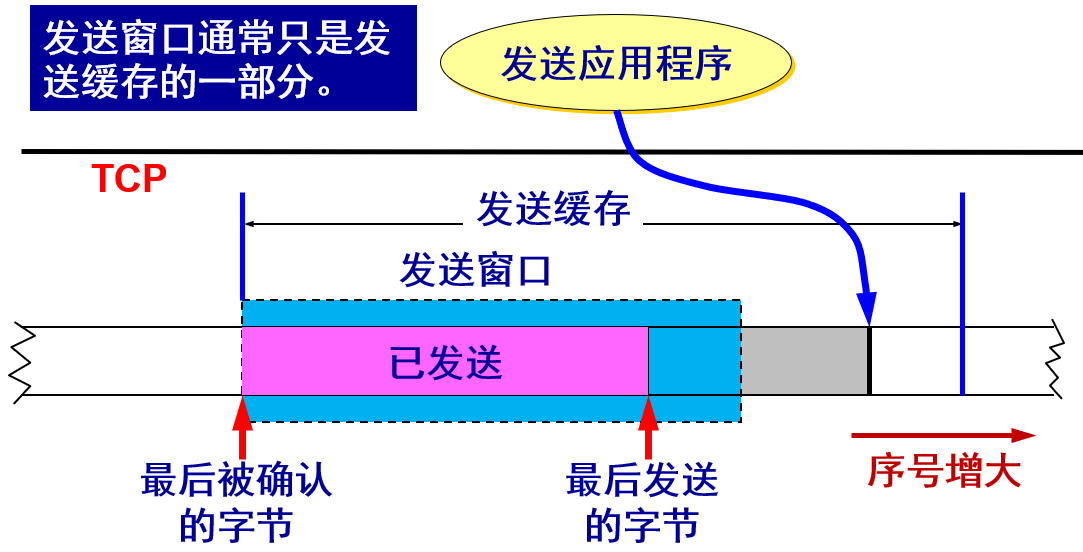 发送窗口通常只是发
送缓存的一部分。
发送应用程序
TCP
发送缓存
发送窗口
已发送
最后被确认
的字节
最后发送
的字节
序号增大